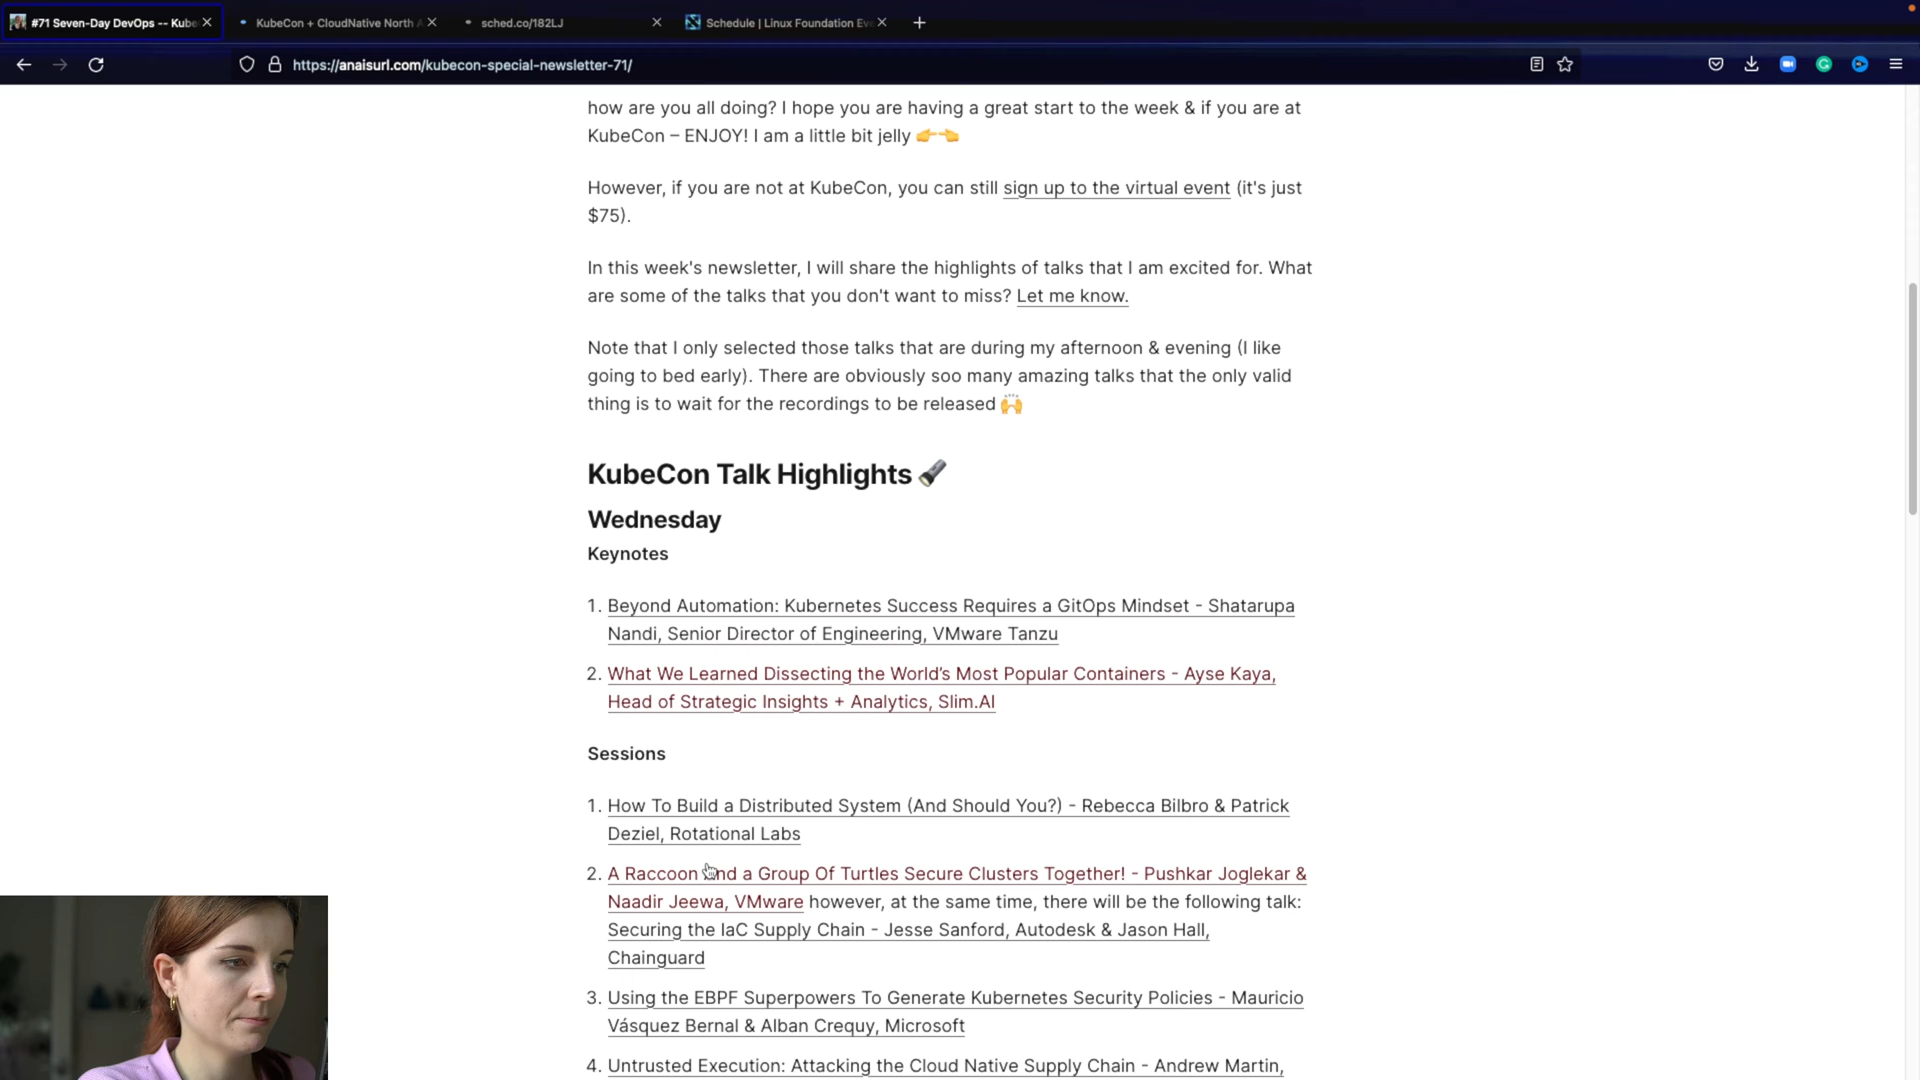 #71 Seven-Day DevOps -- Kube
KubeCon + CloudNative North A
sched.co/182LJ
Schedule | Linux Foundation Eve
https://anaisurl.com/kubecon-special-newsletter-71/
how are you all doing? I hope you are having a great start to the week & if you are at
KubeCon – ENJOY! I am a little bit jelly 👉👈
However, if you are not at KubeCon, you can still sign up to the virtual event (it's just
$75).
In this week's newsletter, I will share the highlights of talks that I am excited for. What
are some of the talks that you don't want to miss? Let me know.
Note that I only selected those talks that are during my afternoon & evening (I like
going to bed early). There are obviously soo many amazing talks that the only valid
thing is to wait for the recordings to be released 🙌
KubeCon Talk Highlights 🔦
Wednesday
Keynotes
1. Beyond Automation: Kubernetes Success Requires a GitOps Mindset - Shatarupa
Nandi, Senior Director of Engineering, VMware Tanzu
2. What We Learned Dissecting the World’s Most Popular Containers - Ayse Kaya,
Head of Strategic Insights + Analytics, Slim.AI
Sessions
1. How To Build a Distributed System (And Should You?) - Rebecca Bilbro & Patrick
Deziel, Rotational Labs
2. A Raccoon And a Group Of Turtles Secure Clusters Together! - Pushkar Joglekar &
Naadir Jeewa, VMware however, at the same time, there will be the following talk:
Securing the IaC Supply Chain - Jesse Sanford, Autodesk & Jason Hall,
Chainguard
3. Using the EBPF Superpowers To Generate Kubernetes Security Policies - Mauricio
Vásquez Bernal & Alban Crequy, Microsoft
4. Untrusted Execution: Attacking the Cloud Native Supply Chain - Andrew Martin,